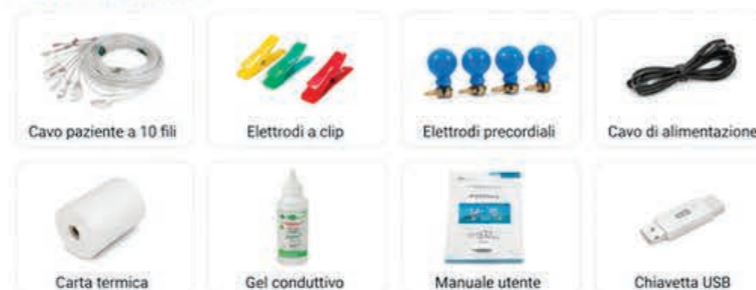 Cavo paziente a 10 fili
Elettrodi a clip
Elettrodi precordiali
Cavo di alimentazione
Carta termica
Gel conduttivo
Manuale utente
Chiavetta USB